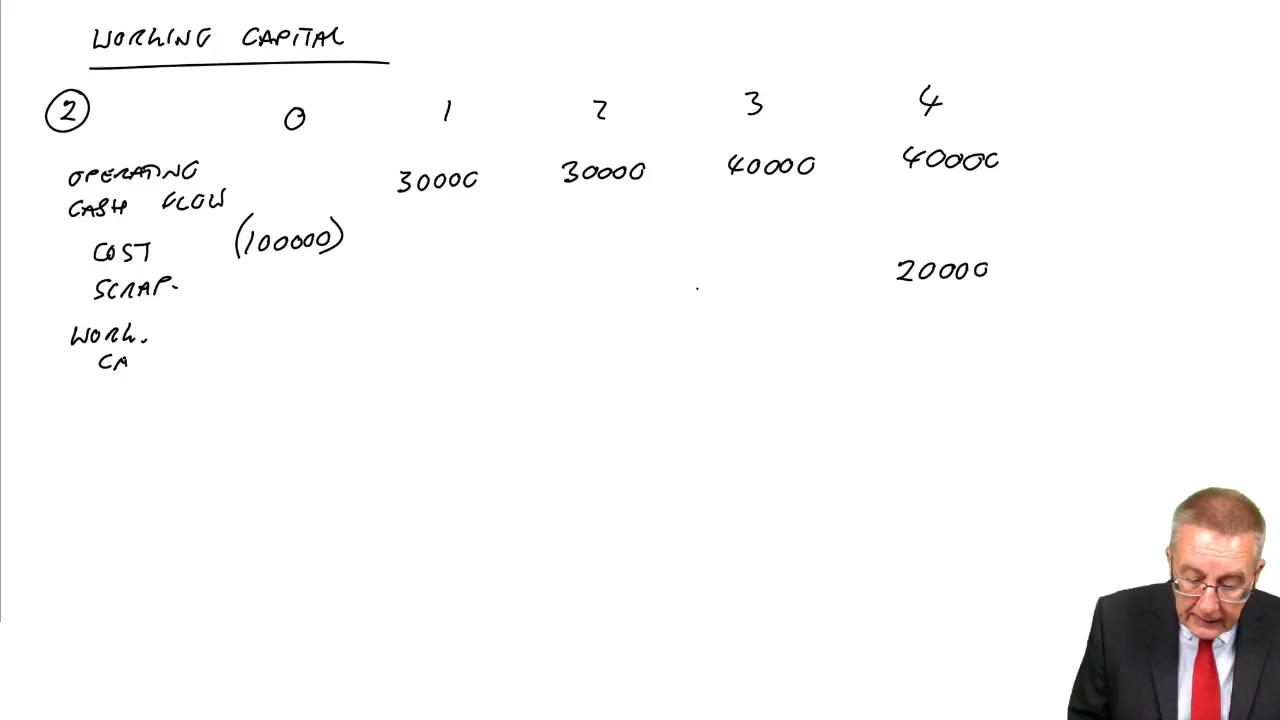 WORKING CAPITAL
2 0 1 2 3 4
OPERATING 30000 30000 40000 40000
CASH FLOW
COST (100000)
SCRAP. 20000
WORK.
CA